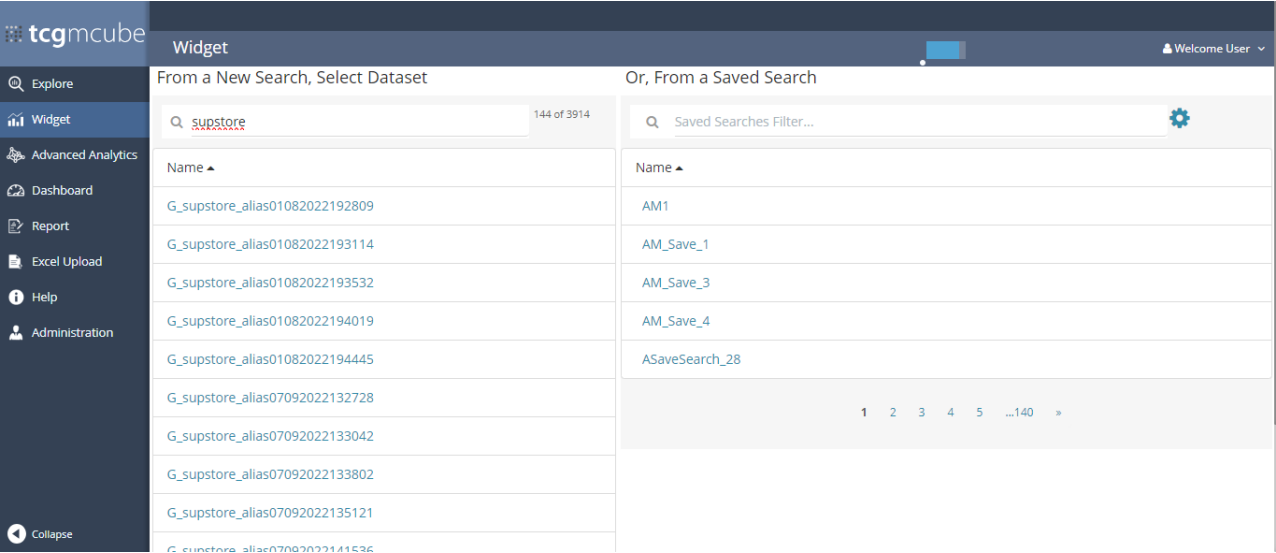 tcgmcube
Widget
Welcome User
Explore
Widget
Advanced Analytics
Dashboard
Report
Excel Upload
Help
Administration
Collapse
From a New Search, Select Dataset
supstore
144 of 3914
Name
G_supstore_alias01082022192809
G_supstore_alias01082022193114
G_supstore_alias01082022193532
G_supstore_alias01082022194019
G_supstore_alias01082022194445
G_supstore_alias07092022132728
G_supstore_alias07092022133042
G_supstore_alias07092022133802
G_supstore_alias07092022135121
G_supstore_alias07092022141536
Or, From a Saved Search
Saved Searches Filter...
Name
AM1
AM_Save_1
AM_Save_3
AM_Save_4
ASaveSearch_28
1 2 3 4 5 ...140 »